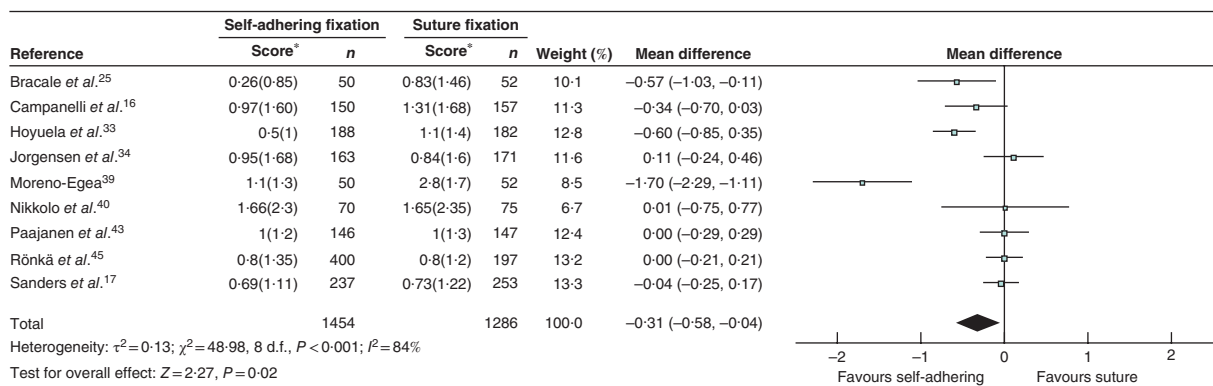 Self-adhering fixation Suture fixation
Reference Score* n Score* n Weight (%) Mean difference Mean difference
Bracale et al.25 0·26(0·85) 50 0·83(1·46) 52 10·1 −0·57 (−1·03, −0·11)
Campanelli et al.16 0·97(1·60) 150 1·31(1·68) 157 11·3 −0·34 (−0·70, 0·03)
Hoyuela et al.33 0·5(1) 188 1·1(1·4) 182 12·8 −0·60 (−0·85, 0·35)
Jorgensen et al.34 0·95(1·68) 163 0·84(1·6) 171 11·6 0·11 (−0·24, 0·46)
Moreno-Egea39 1·1(1·3) 50 2·8(1·7) 52 8·5 −1·70 (−2·29, −1·11)
Nikkolo et al.40 1·66(2·3) 70 1·65(2·35) 75 6·7 0·01 (−0·75, 0·77)
Paajanen et al.43 1(1·2) 146 1(1·3) 147 12·4 0·00 (−0·29, 0·29)
Rönkä et al.45 0·8(1·35) 400 0·8(1·2) 197 13·2 0·00 (−0·21, 0·21)
Sanders et al.17 0·69(1·11) 237 0·73(1·22) 253 13·3 −0·04 (−0·25, 0·17)
Total 1454 1286 100·0 −0·31 (−0·58, −0·04)
Heterogeneity: τ2=0·13; χ2=48·98, 8 d.f., P<0·001; I2=84%
Test for overall effect: Z=2·27, P=0·02
−2 −1 0 1 2
Favours self-adhering Favours suture